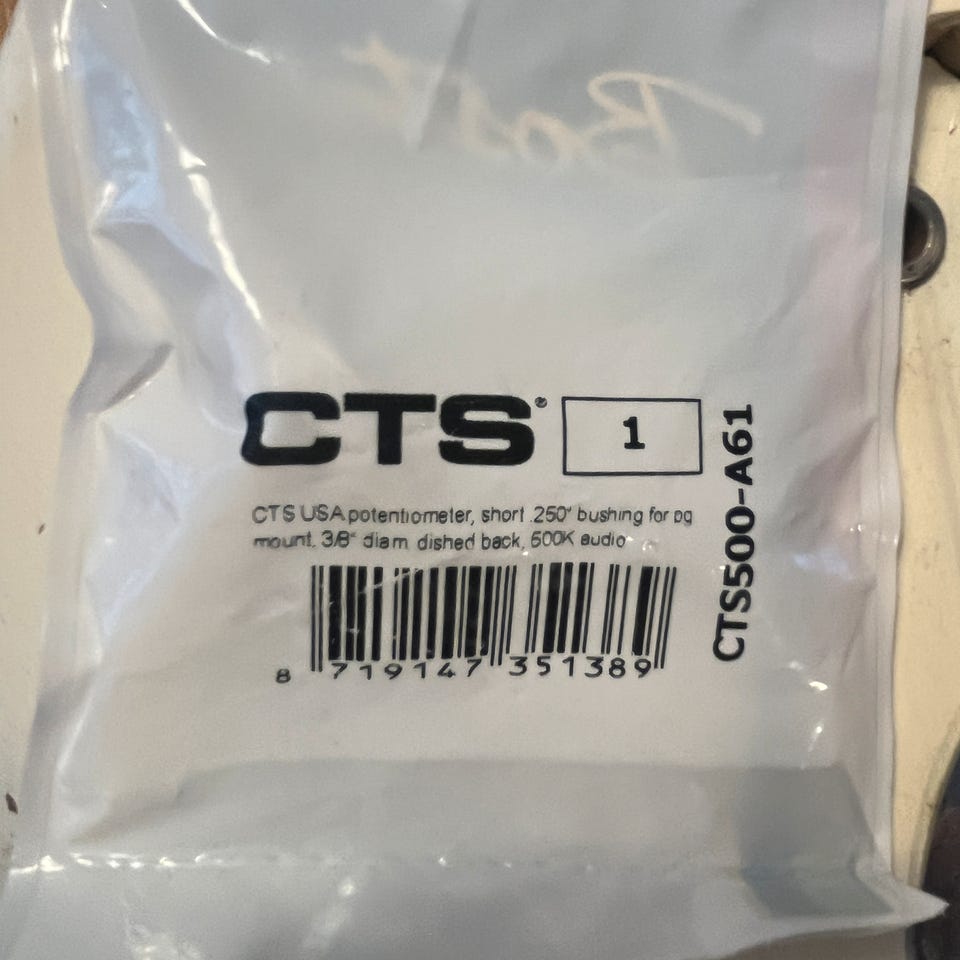 Boston
CTS® 1
CTS USA potentiometer, short .250" bushing for pg
mount, 3/8" diam. dished back, 500K audio
8 719147 351389
CTS500-A61